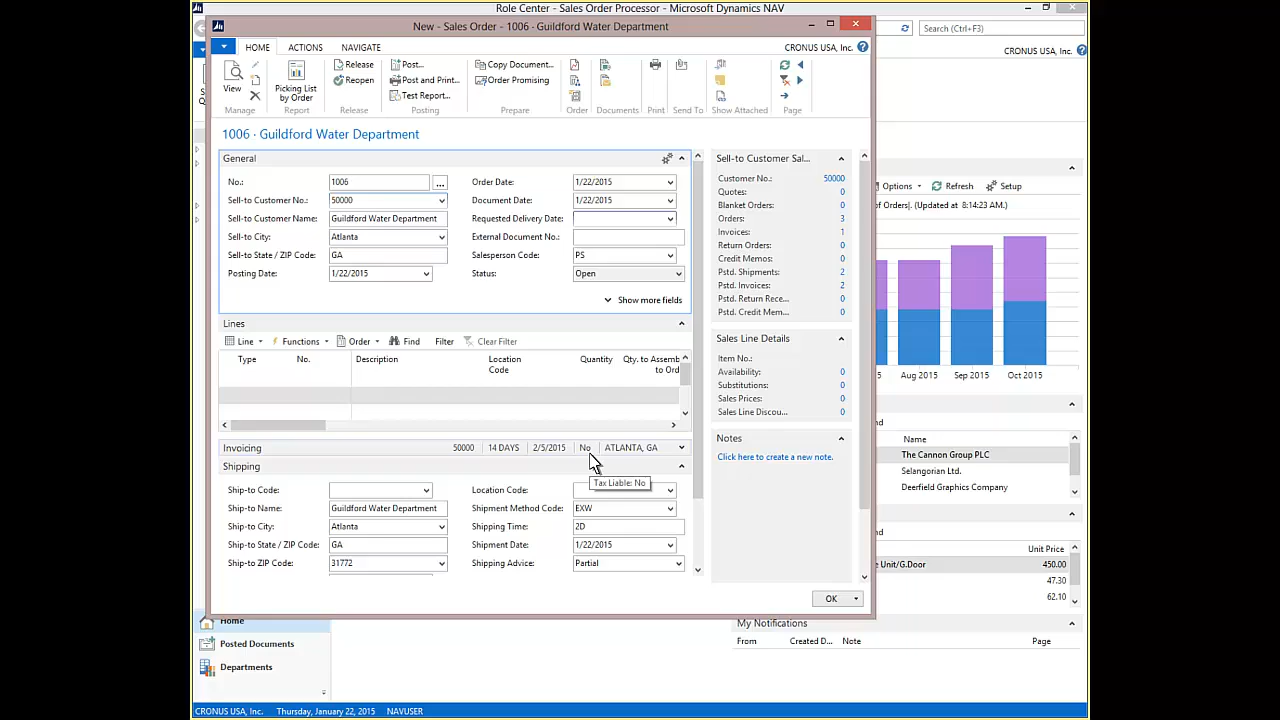 Role Center - Sales Order Processor - Microsoft Dynamics NAV
New - Sales Order - 1006 · Guildford Water Department
Search (Ctrl+F3)
HOME ACTIONS NAVIGATE
CRONUS USA, Inc.
CRONUS USA, Inc.
View
Manage
Picking List
by Order
Report
Release
Reopen
Release
Post...
Post and Print...
Test Report...
Posting
Copy Document...
Order Promising
Prepare
Order
Documents
Print
Send To
Show Attached
Page
1006 · Guildford Water Department
General
No.: 1006
Sell-to Customer No.: 50000
Sell-to Customer Name: Guildford Water Department
Sell-to City: Atlanta
Sell-to State / ZIP Code: GA
Posting Date: 1/22/2015
Order Date: 1/22/2015
Document Date: 1/22/2015
Requested Delivery Date:
External Document No.:
Salesperson Code: PS
Status: Open
Show more fields
Lines
Line Functions Order Find Filter Clear Filter
Type No. Description Location
Code Quantity Qty. to Assemb
to Ord
Invoicing 50000 14 DAYS 2/5/2015 No ATLANTA, GA
Tax Liable: No
Shipping
Ship-to Code:
Ship-to Name: Guildford Water Department
Ship-to City: Atlanta
Ship-to State / ZIP Code: GA
Ship-to ZIP Code: 31772
Location Code:
Shipment Method Code: EXW
Shipping Time: 2D
Shipment Date: 1/22/2015
Shipping Advice: Partial
Sell-to Customer Sal...
Customer No.: 50000
Quotes: 0
Blanket Orders: 0
Orders: 3
Invoices: 1
Return Orders: 0
Credit Memos: 0
Pstd. Shipments: 2
Pstd. Invoices: 2
Pstd. Return Rece... 0
Pstd. Credit Mem... 0
Sales Line Details
Item No.:
Availability: 0
Substitutions: 0
Sales Prices: 0
Sales Line Discou... 0
Notes
Click here to create a new note.
OK
Options Refresh Setup
of Orders|. (Updated at 8:14:23 AM.)
5 Aug 2015 Sep 2015 Oct 2015
nd
Name
The Cannon Group PLC
Selangorian Ltd.
Deerfield Graphics Company
nd
Unit Price
e Unit/G.Door 450.00
47.30
62.10
My Notifications
From Created D... Note Page
Home
Posted Documents
Departments
CRONUS USA, Inc. Thursday, January 22, 2015 NAVUSER